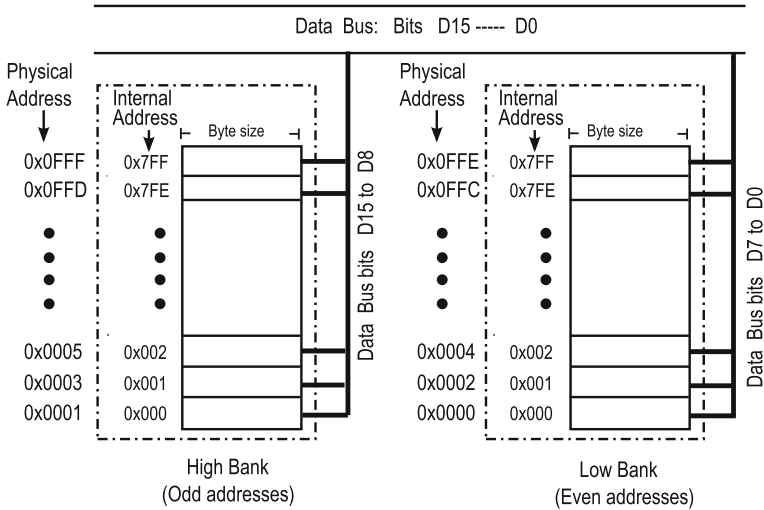 Data Bus: Bits D15 ----- D0
Physical
Address
Internal
Address
Byte size
0x0FFF 0x7FF
0x0FFD 0x7FE
0x0005 0x002
0x0003 0x001
0x0001 0x000
Data Bus bits D15 to D8
High Bank
(Odd addresses)
Physical
Address
Internal
Address
Byte size
0x0FFE 0x7FF
0x0FFC 0x7FE
0x0004 0x002
0x0002 0x001
0x0000 0x000
Data Bus bits D7 to D0
Low Bank
(Even addresses)